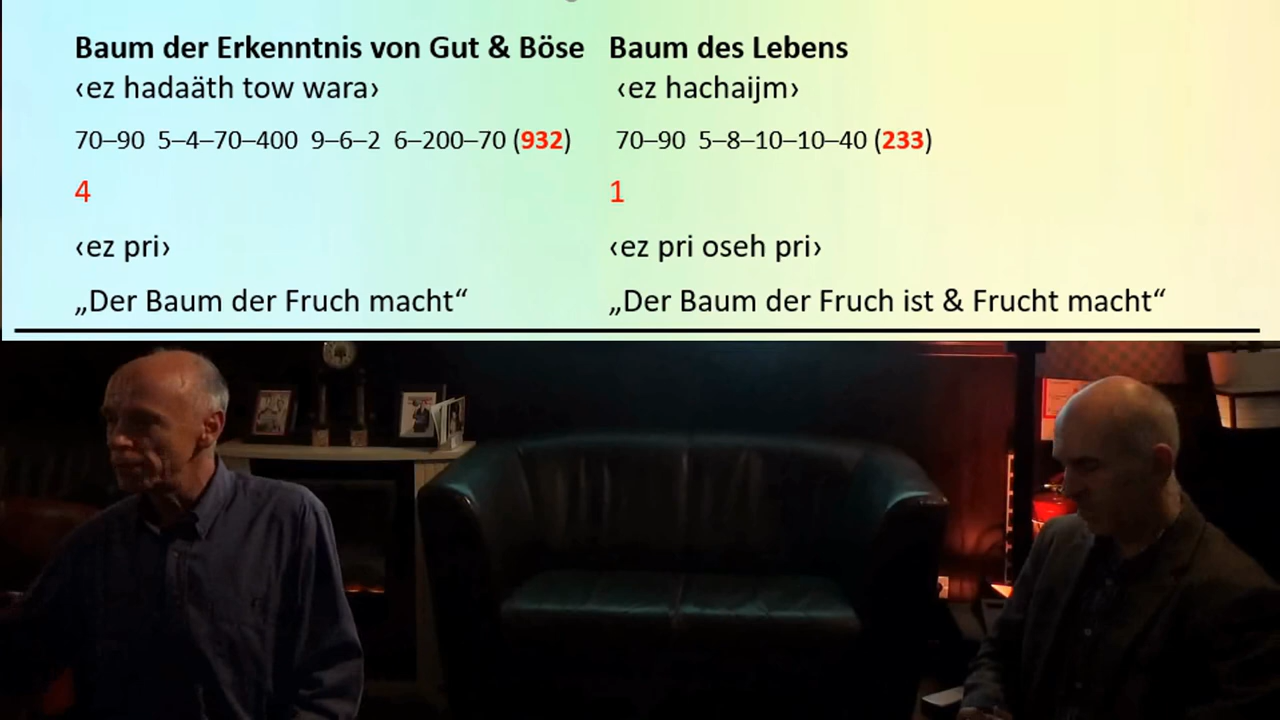 Baum der Erkenntnis von Gut & Böse
‹ez hadaäth tow wara›
70–90 5–4–70–400 9–6–2 6–200–70 (932)
4
‹ez pri›
„Der Baum der Fruch macht“
Baum des Lebens
‹ez hachaijm›
70–90 5–8–10–10–40 (233)
1
‹ez pri oseh pri›
„Der Baum der Fruch ist & Frucht macht“